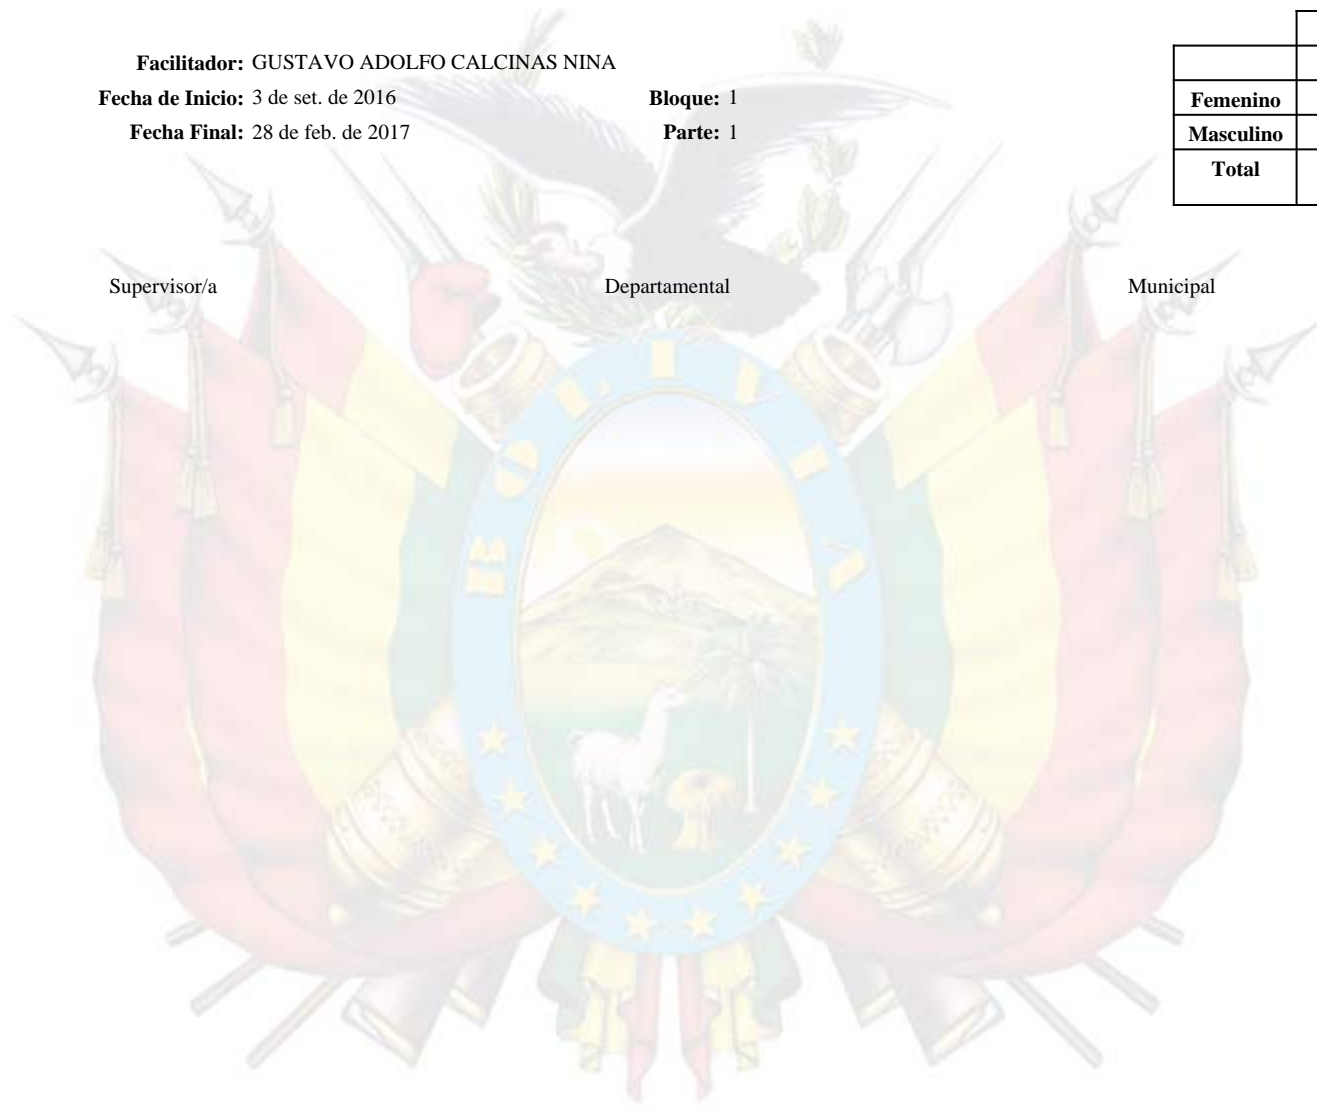 Facilitador: GUSTAVO ADOLFO CALCINAS NINA
Fecha de Inicio: 3 de set. de 2016 Bloque: 1
Fecha Final: 28 de feb. de 2017 Parte: 1
Femenino
Masculino
Total
Supervisor/a Departamental Municipal
BOLIVIA